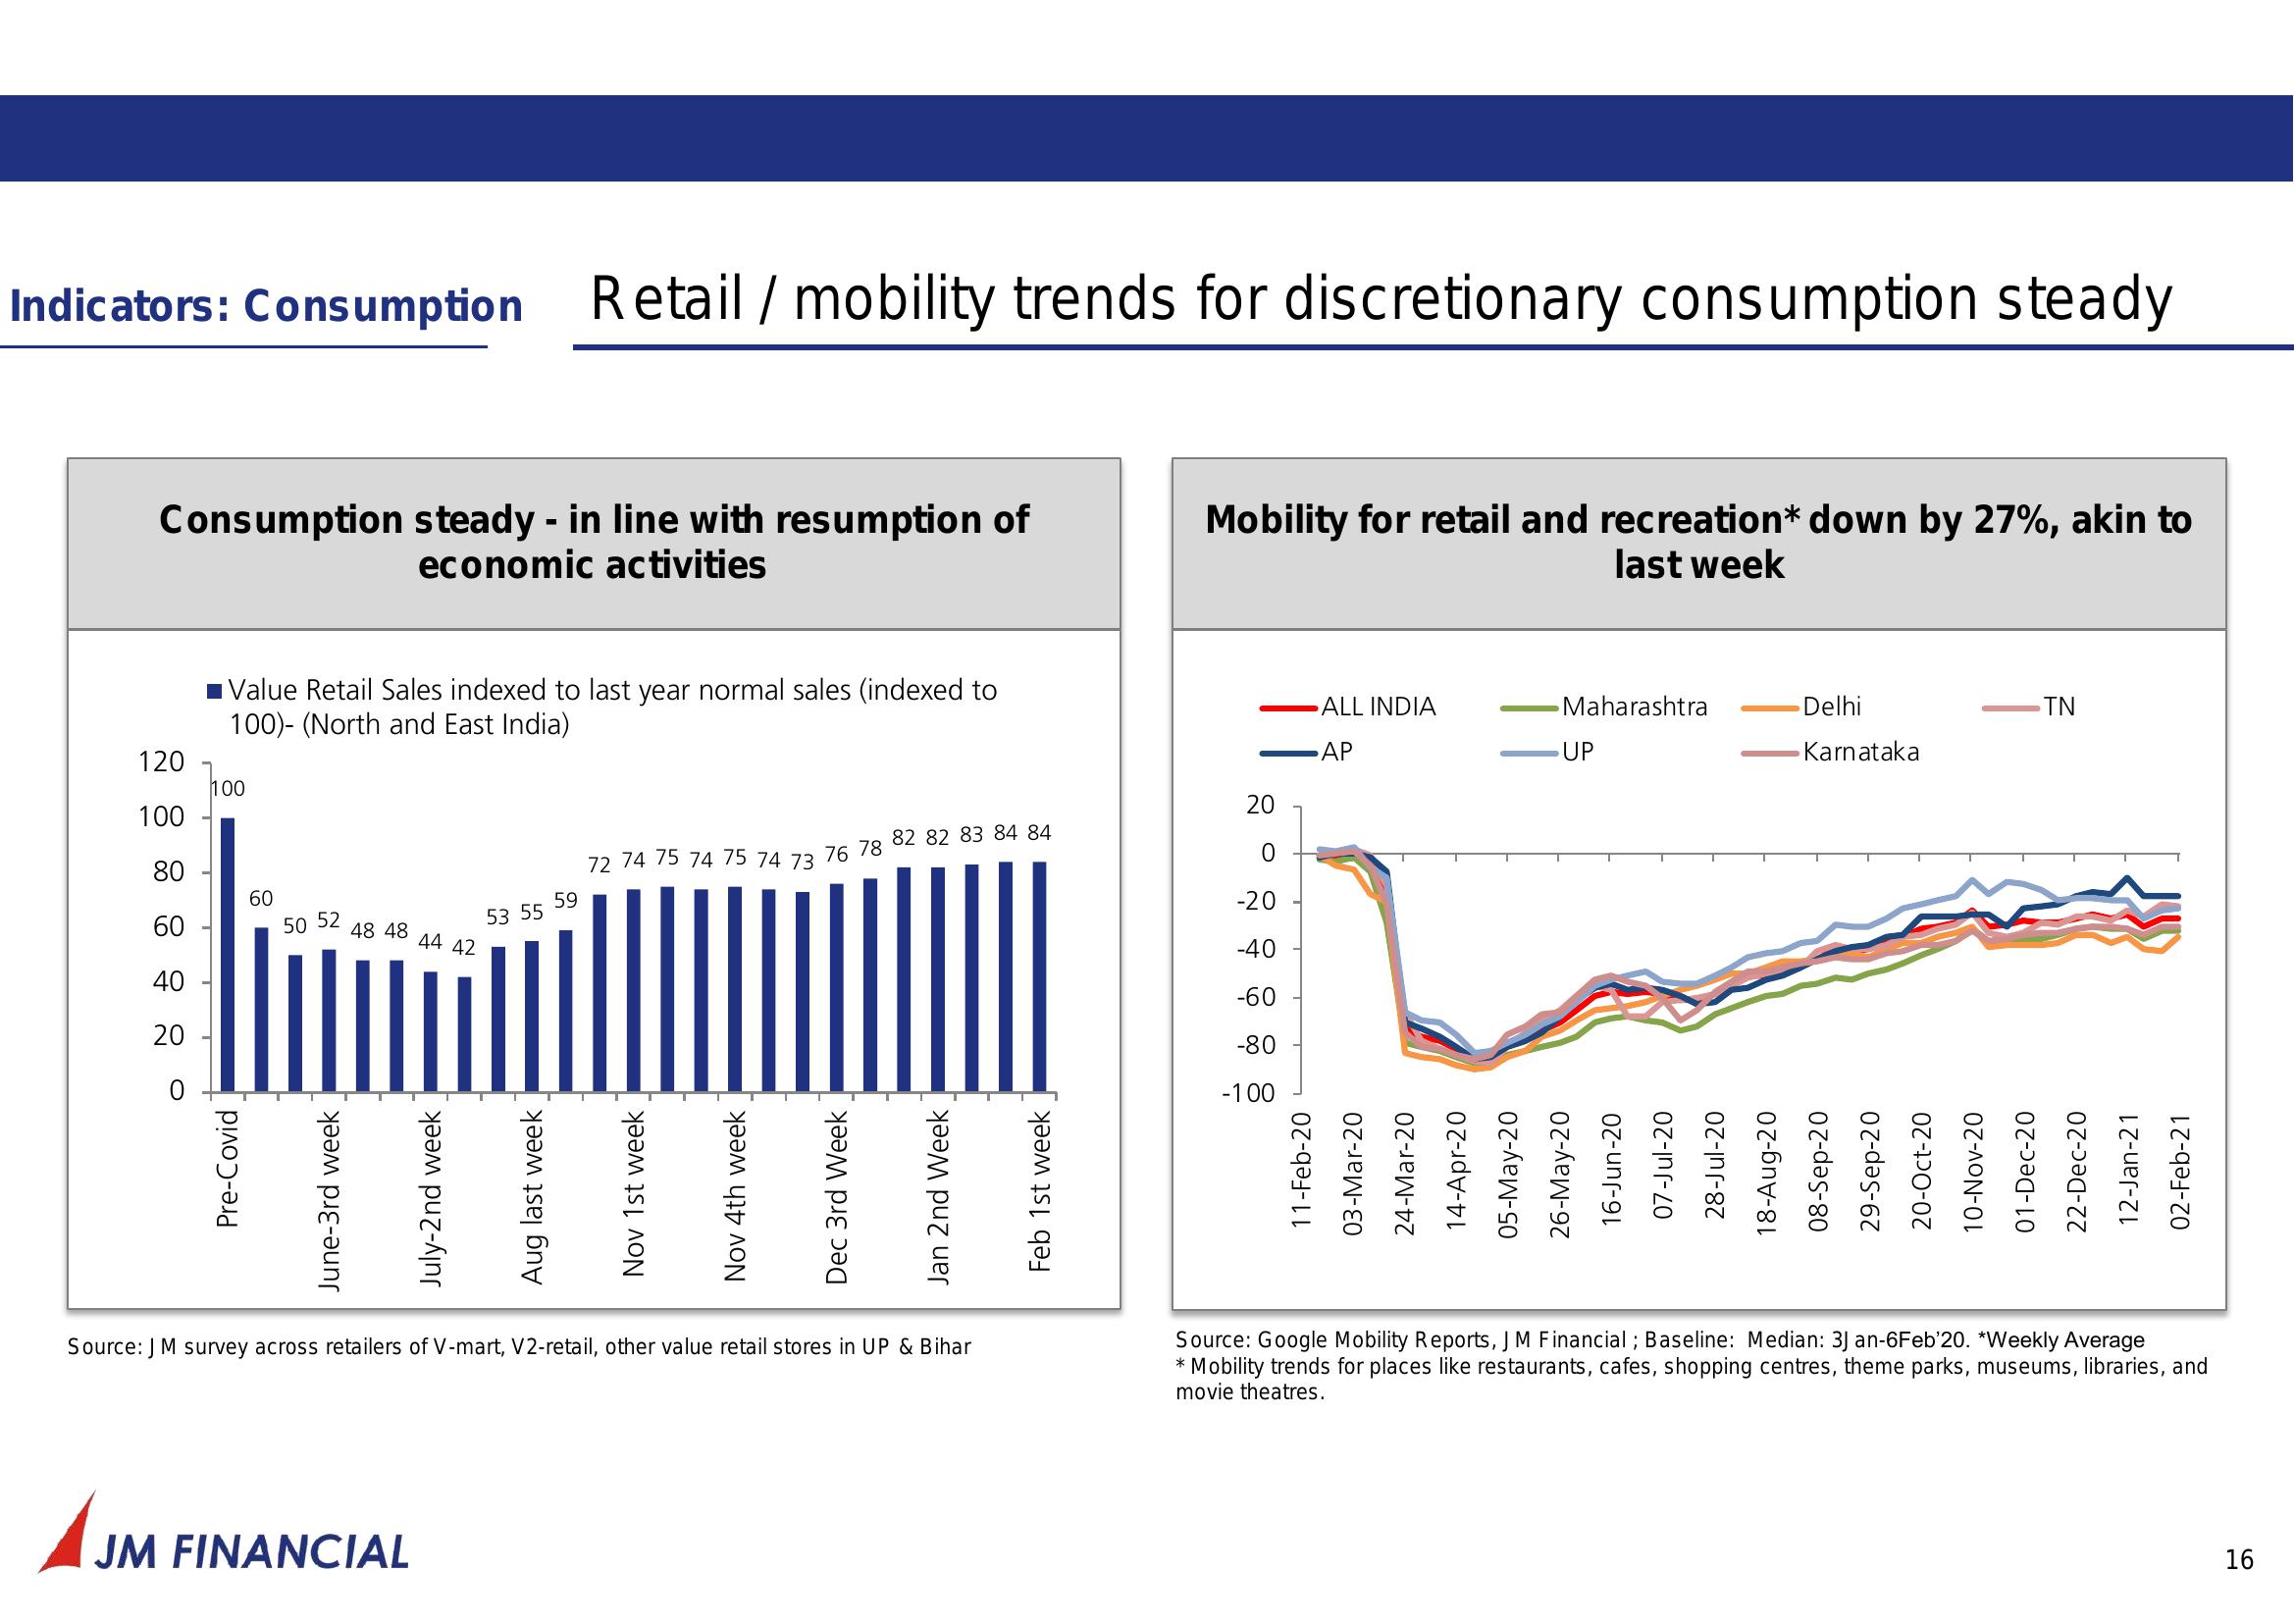 Indicators: Consumption
Retail / mobility trends for discretionary consumption steady
Consumption steady - in line with resumption of
economic activities
Value Retail Sales indexed to last year normal sales (indexed to
100)- (North and East India)
120
100
80
60
40
20
0
100
60
50
52
48
48
44
42
53
55
59
72
74
75
74
75
74
73
76
78
82
82
83
84
84
Pre-Covid
June-3rd week
July-2nd week
Aug last week
Nov 1st week
Nov 4th week
Dec 3rd Week
Jan 2nd Week
Feb 1st week
Source: JM survey across retailers of V-mart, V2-retail, other value retail stores in UP & Bihar
Mobility for retail and recreation* down by 27%, akin to
last week
ALL INDIA
Maharashtra
Delhi
TN
AP
UP
Karnataka
20
0
-20
-40
-60
-80
-100
11-Feb-20
03-Mar-20
24-Mar-20
14-Apr-20
05-May-20
26-May-20
16-Jun-20
07-Jul-20
28-Jul-20
18-Aug-20
08-Sep-20
29-Sep-20
20-Oct-20
10-Nov-20
01-Dec-20
22-Dec-20
12-Jan-21
02-Feb-21
Source: Google Mobility Reports, JM Financial ; Baseline:  Median: 3Jan-6Feb’20. *Weekly Average
* Mobility trends for places like restaurants, cafes, shopping centres, theme parks, museums, libraries, and
movie theatres.
JM FINANCIAL
16